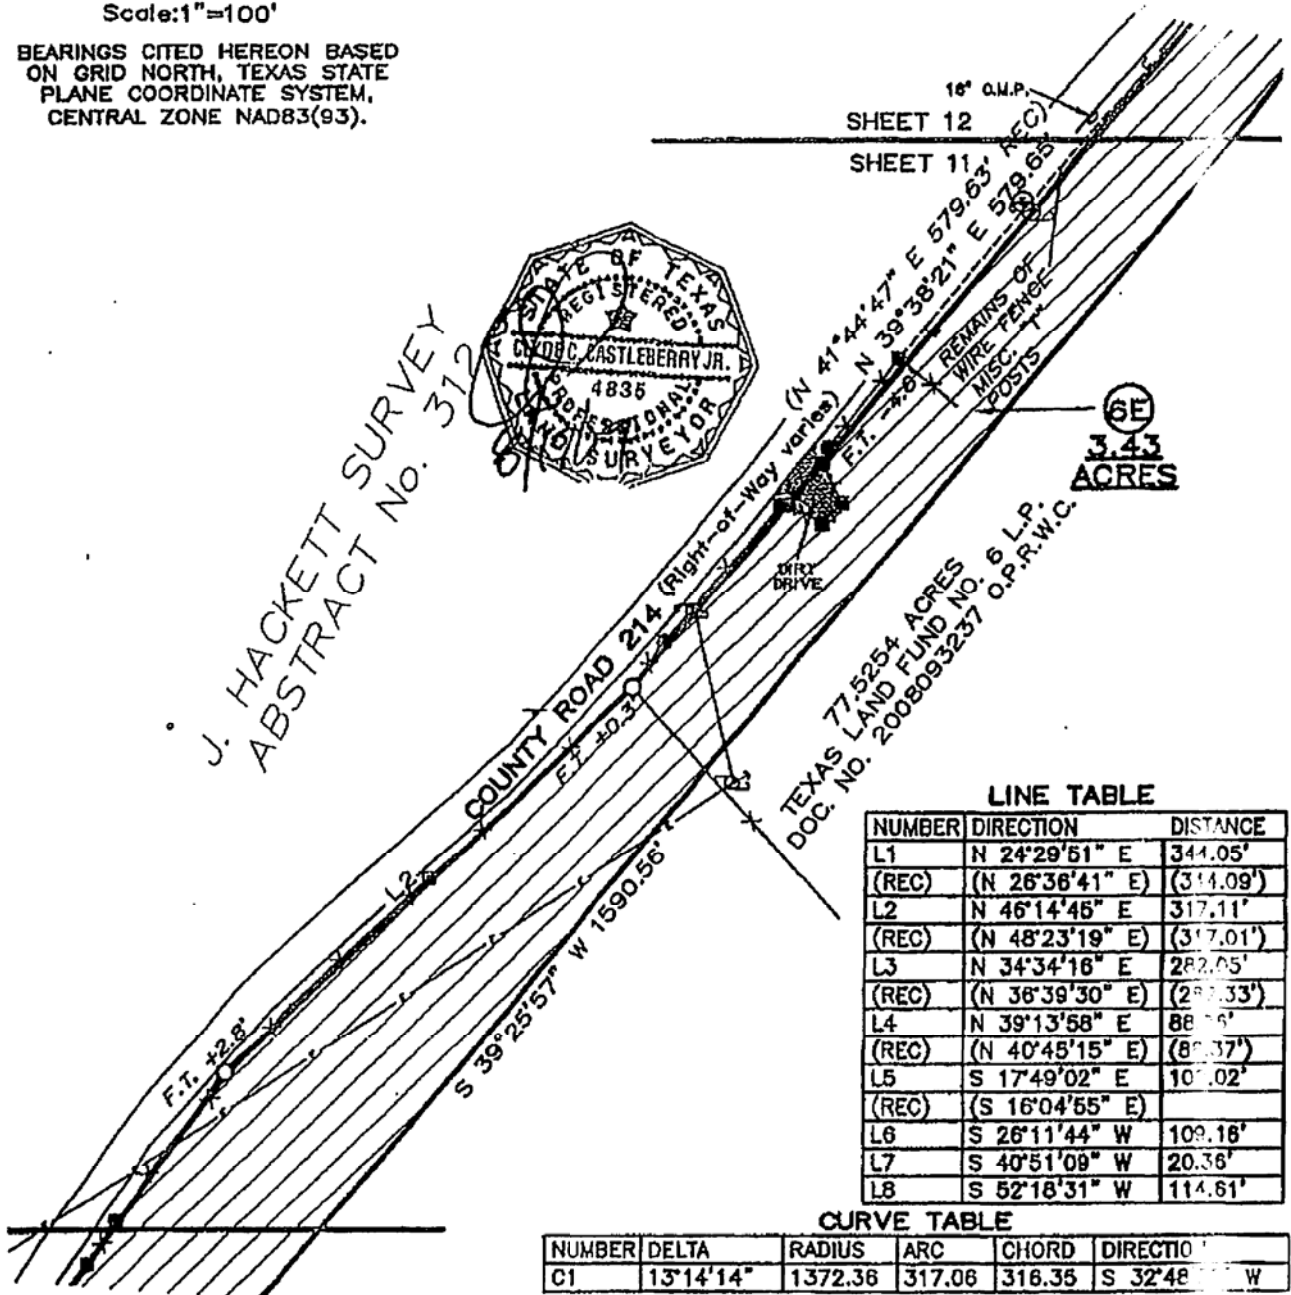 Scale:1"=100'
BEARINGS CITED HEREON BASED
ON GRID NORTH, TEXAS STATE
PLANE COORDINATE SYSTEM,
CENTRAL ZONE NAD83(93).
18" O.M.P.
SHEET 12
SHEET 11
(N 41°44'47" E 579.63' REC)
N 39°38'21" E 579.65'
STATE OF TEXAS
REGISTERED
CLYDE C. CASTLEBERRY JR.
4835
PROFESSIONAL
LAND SURVEYOR
J. HACKETT SURVEY
ABSTRACT No. 312
REMAINS OF
WIRE FENCE
MISC. "T"
POSTS
6E
3.43
ACRES
F.T. -4.6'
DIRT
DRIVE
COUNTY ROAD 214 (Right-of-Way varies)
F.T. +0.3'
77.5254 ACRES
TEXAS LAND FUND NO. 6 L.P.
DOC. NO. 2008093237 O.P.R.W.C.
L2
S 39°25'57" W 1590.56'
F.T. +2.8'
LINE TABLE
NUMBER DIRECTION DISTANCE
L1 N 24°29'51" E 344.05'
(REC) (N 26°36'41" E) (344.09')
L2 N 46°14'45" E 317.11'
(REC) (N 48°23'19" E) (317.01')
L3 N 34°34'16" E 282.05'
(REC) (N 36°39'30" E)
L4 N 39°13'58" E
(REC) (N 40°45'15" E)
L5 S 17°49'02" E
(REC) (S 16°04'55" E)
L6 S 26°11'44" W 109.16'
L7 S 40°51'09" W 20.36'
L8 S 52°18'31" W 114.61'
CURVE TABLE
NUMBER DELTA RADIUS ARC CHORD
C1 13°14'14" 1372.36 317.06 316.35 S W